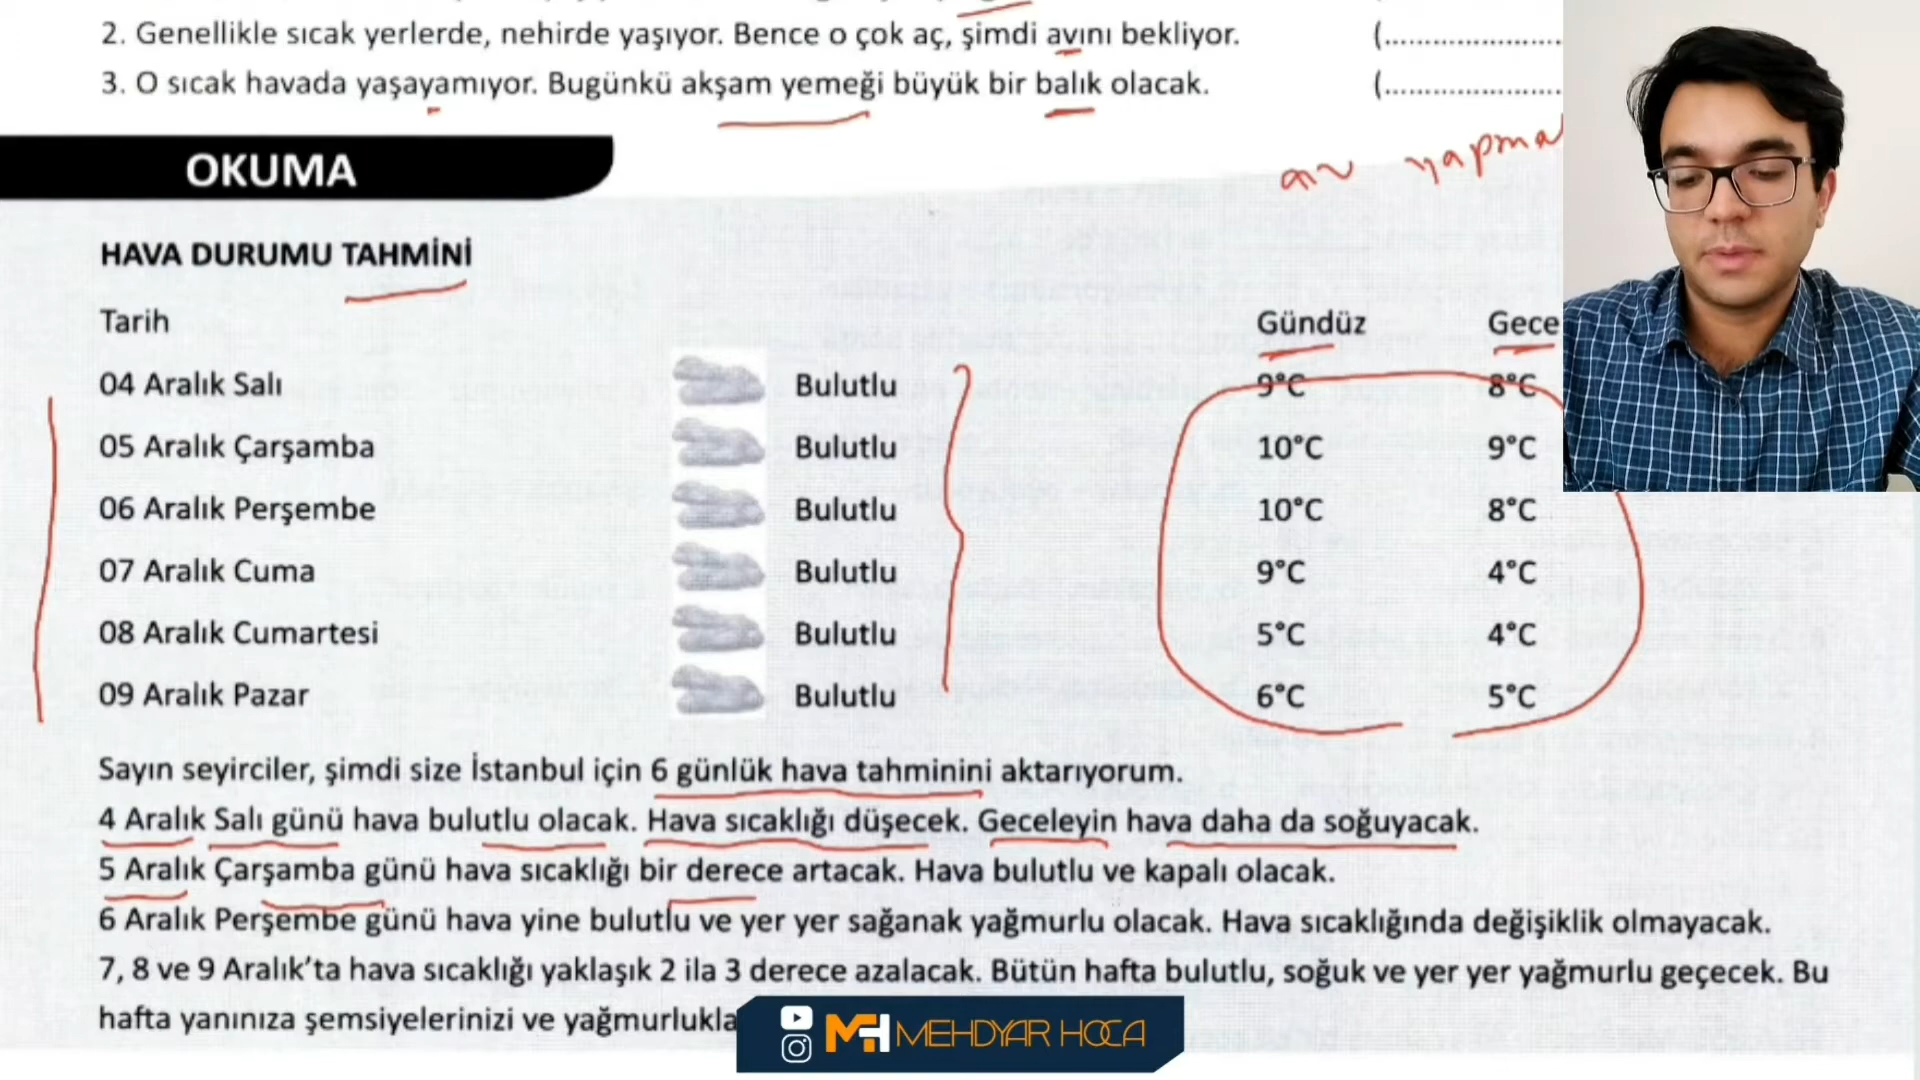 2. Genellikle sıcak yerlerde, nehirde yaşıyor. Bence o çok aç, şimdi avını bekliyor. (......................
3. O sıcak havada yaşayamıyor. Bugünkü akşam yemeği büyük bir balık olacak. (......................
av yapma
OKUMA
HAVA DURUMU TAHMİNİ
Tarih Gündüz Gece
04 Aralık Salı Bulutlu 9°C 8°C
05 Aralık Çarşamba Bulutlu 10°C 9°C
06 Aralık Perşembe Bulutlu 10°C 8°C
07 Aralık Cuma Bulutlu 9°C 4°C
08 Aralık Cumartesi Bulutlu 5°C 4°C
09 Aralık Pazar Bulutlu 6°C 5°C
Sayın seyirciler, şimdi size İstanbul için 6 günlük hava tahminini aktarıyorum.
4 Aralık Salı günü hava bulutlu olacak. Hava sıcaklığı düşecek. Geceleyin hava daha da soğuyacak.
5 Aralık Çarşamba günü hava sıcaklığı bir derece artacak. Hava bulutlu ve kapalı olacak.
6 Aralık Perşembe günü hava yine bulutlu ve yer yer sağanak yağmurlu olacak. Hava sıcaklığında değişiklik olmayacak.
7, 8 ve 9 Aralık'ta hava sıcaklığı yaklaşık 2 ila 3 derece azalacak. Bütün hafta bulutlu, soğuk ve yer yer yağmurlu geçecek. Bu
hafta yanınıza şemsiyelerinizi ve yağmurlukla
MH MEHDYAR HOCA